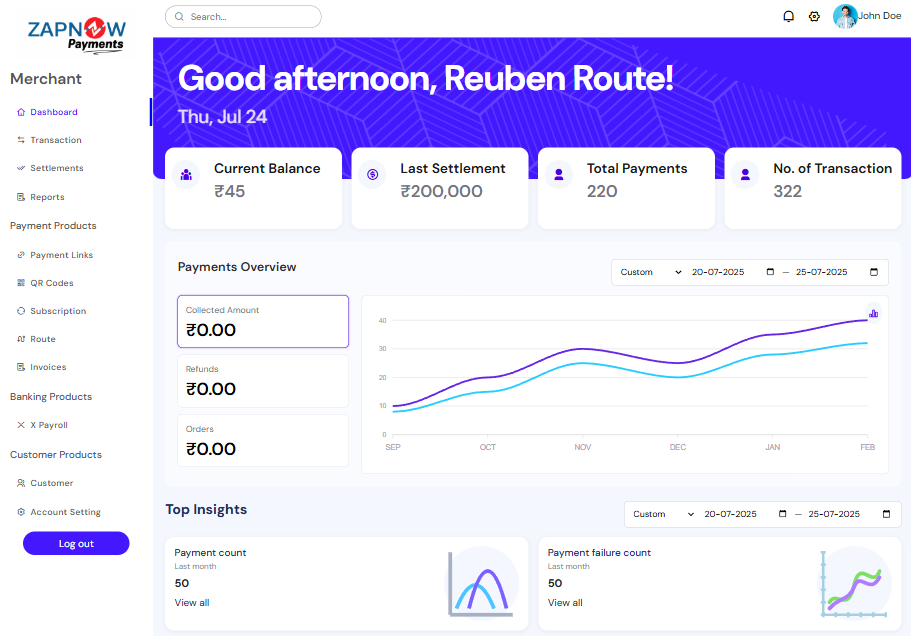 ZAPNOW
Payments
Merchant
Dashboard
Transaction
Settlements
Reports
Payment Products
Payment Links
QR Codes
Subscription
Route
Invoices
Banking Products
X Payroll
Customer Products
Customer
Account Setting
Log out
Search...
John Doe
Good afternoon, Reuben Route!
Thu, Jul 24
Current Balance
₹45
Last Settlement
₹200,000
Total Payments
220
No. of Transaction
322
Payments Overview
Custom 20-07-2025 – 25-07-2025
Collected Amount
₹0.00
Refunds
₹0.00
Orders
₹0.00
40
30
20
10
0
SEP OCT NOV DEC JAN FEB
Top Insights
Custom 20-07-2025 – 25-07-2025
Payment count
Last month
50
View all
Payment failure count
Last month
50
View all